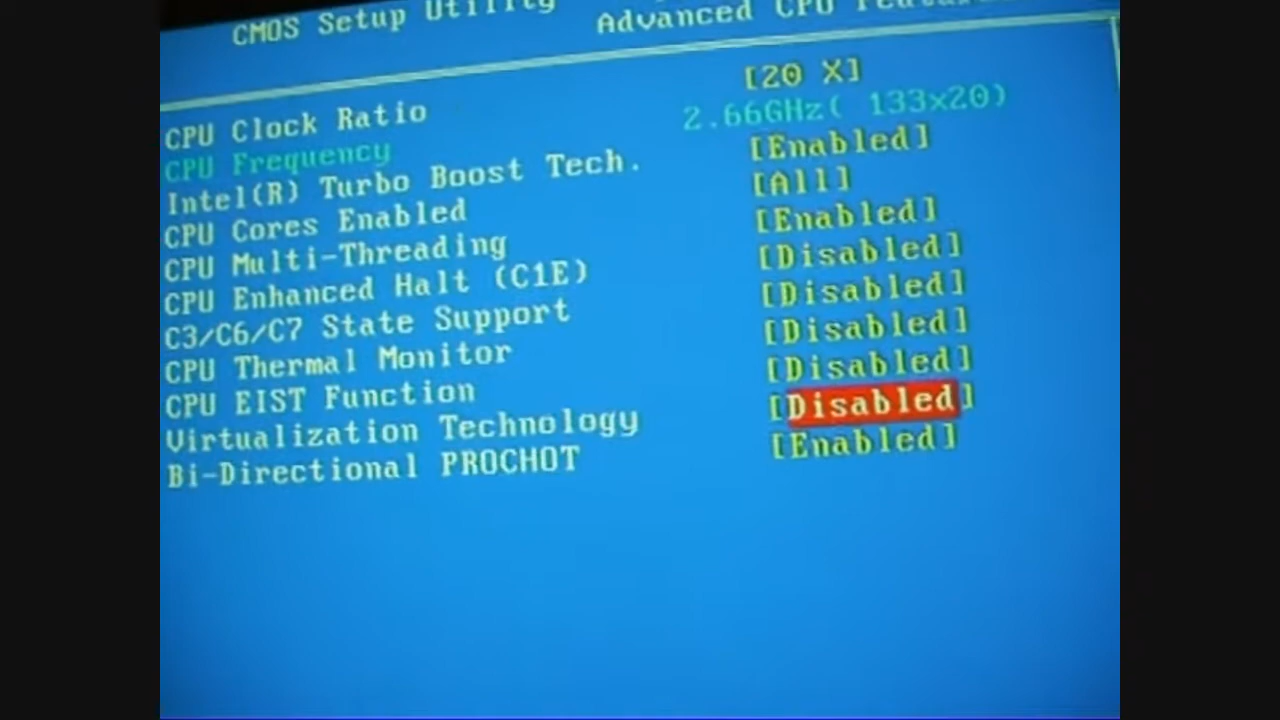 CMOS Setup Utility
Advanced CPU
CPU Clock Ratio [20 X]
CPU Frequency 2.66GHz( 133x20)
Intel(R) Turbo Boost Tech. [Enabled]
CPU Cores Enabled [All]
CPU Multi-Threading [Enabled]
CPU Enhanced Halt (C1E) [Disabled]
C3/C6/C7 State Support [Disabled]
CPU Thermal Monitor [Disabled]
CPU EIST Function [Disabled]
Virtualization Technology [Disabled]
Bi-Directional PROCHOT [Enabled]